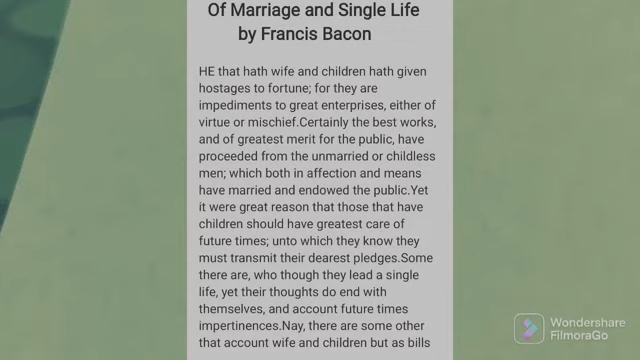 Of Marriage and Single Life
by Francis Bacon
HE that hath wife and children hath given
hostages to fortune; for they are
impediments to great enterprises, either of
virtue or mischief.Certainly the best works,
and of greatest merit for the public, have
proceeded from the unmarried or childless
men; which both in affection and means
have married and endowed the public.Yet
it were great reason that those that have
children should have greatest care of
future times; unto which they know they
must transmit their dearest pledges.Some
there are, who though they lead a single
life, yet their thoughts do end with
themselves, and account future times
impertinences.Nay, there are some other
that account wife and children but as bills
Wondershare
FilmoraGo